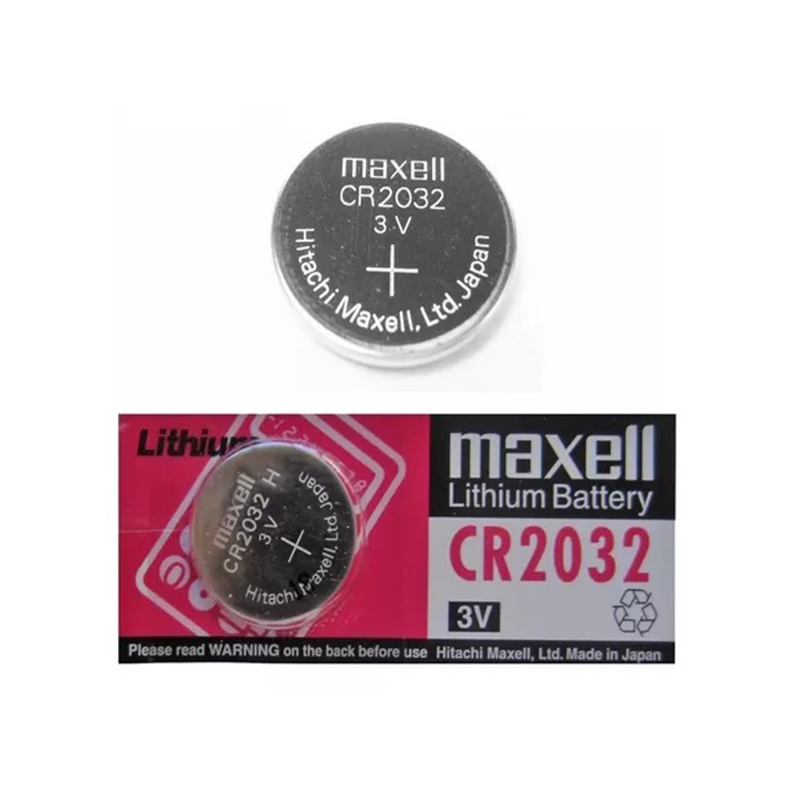 maxell
CR2032
3 V
+
Hitachi Maxell, Ltd. Japan
Lithium
maxell
CR2032 H
3 V
+
Hitachi Maxell, Ltd. Japan
maxell
Lithium Battery
CR2032
3V
Please read WARNING on the back before use
Hitachi Maxell, Ltd. Made in Japan